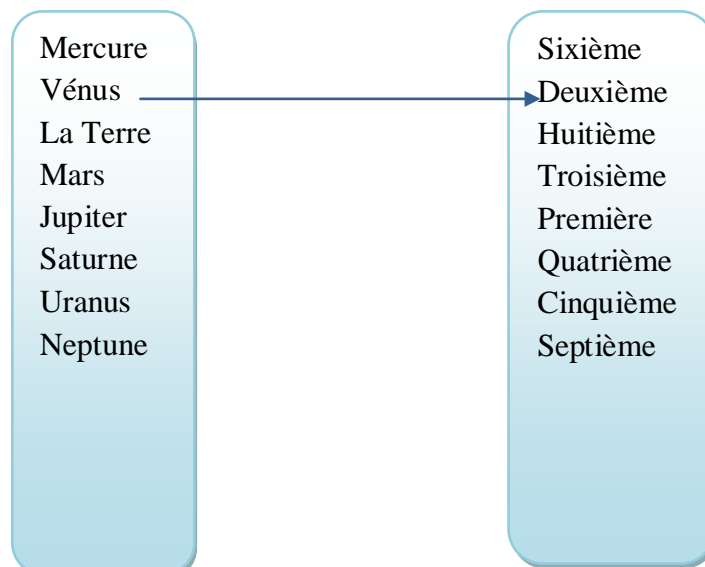 Mercure
Vénus
La Terre
Mars
Jupiter
Saturne
Uranus
Neptune
Sixième
Deuxième
Huitième
Troisième
Première
Quatrième
Cinquième
Septième